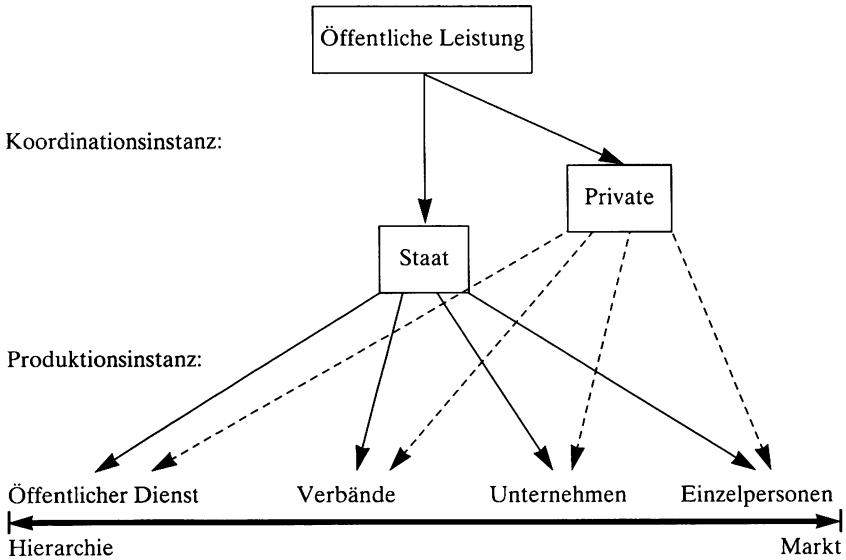 Öffentliche Leistung
Koordinationsinstanz:
Private
Staat
Produktionsinstanz:
Öffentlicher Dienst
Verbände
Unternehmen
Einzelpersonen
Hierarchie
Markt